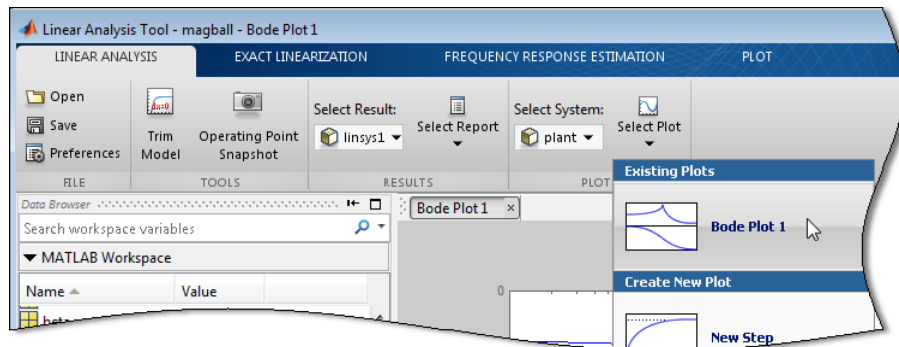 Linear Analysis Tool - magball - Bode Plot 1
LINEAR ANALYSIS EXACT LINEARIZATION FREQUENCY RESPONSE ESTIMATION PLOT
Open
Save
Preferences
Trim
Model
Operating Point
Snapshot
Select Result:
linsys1
Select Report
Select System:
plant
Select Plot
FILE TOOLS RESULTS PLOT
Existing Plots
Bode Plot 1
Create New Plot
New Step
Data Browser
Search workspace variables
MATLAB Workspace
Name Value
Bode Plot 1
0